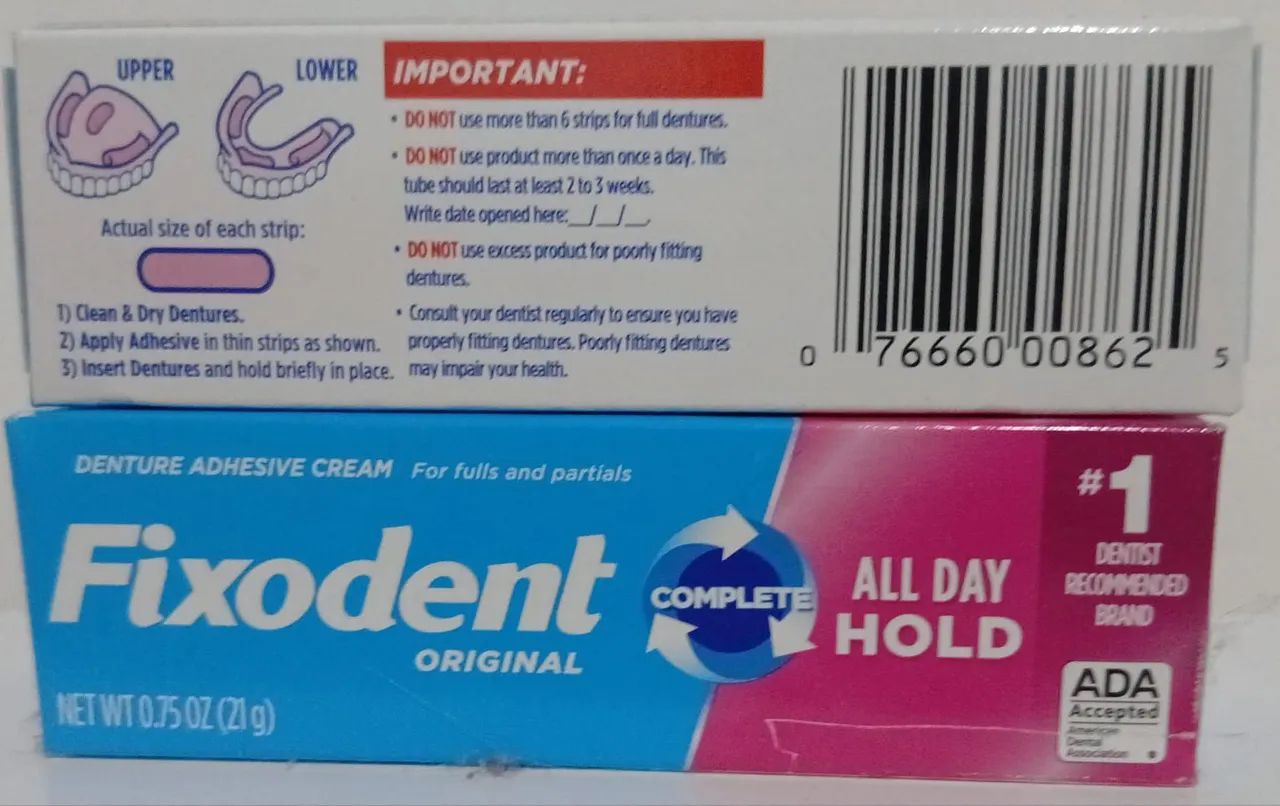 UPPER LOWER
Actual size of each strip:
1) Clean & Dry Dentures.
2) Apply Adhesive in thin strips as shown.
3) Insert Dentures and hold briefly in place.
IMPORTANT:
• DO NOT use more than 6 strips for full dentures.
• DO NOT use product more than once a day. This
tube should last at least 2 to 3 weeks.
Write date opened here:__/__/__.
• DO NOT use excess product for poorly fitting
dentures.
• Consult your dentist regularly to ensure you have
properly fitting dentures. Poorly fitting dentures
may impair your health.
0 76660 00862 5
DENTURE ADHESIVE CREAM For fulls and partials
Fixodent
ORIGINAL
NET WT 0.75 OZ (21 g)
COMPLETE
ALL DAY
HOLD
#1
DENTIST
RECOMMENDED
BRAND
ADA
Accepted
American
Dental
Association